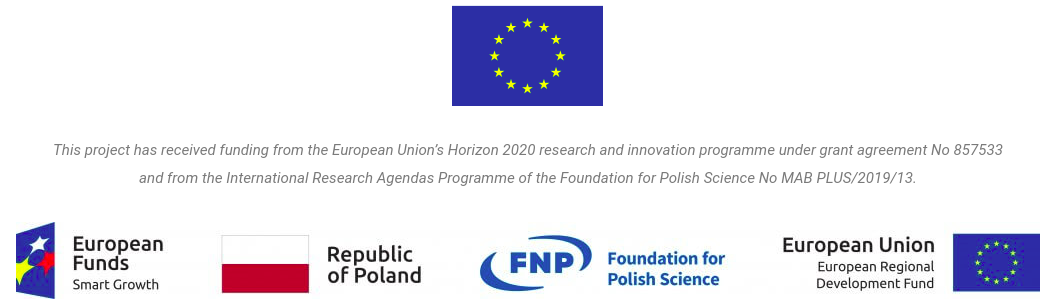 This project has received funding from the European Union's Horizon 2020 research and innovation programme under grant agreement No 857533
and from the International Research Agendas Programme of the Foundation for Polish Science No MAB PLUS/2019/13.
European
Funds
Smart Growth
Republic
of Poland
FNP
Foundation for
Polish Science
European Union
European Regional
Development Fund